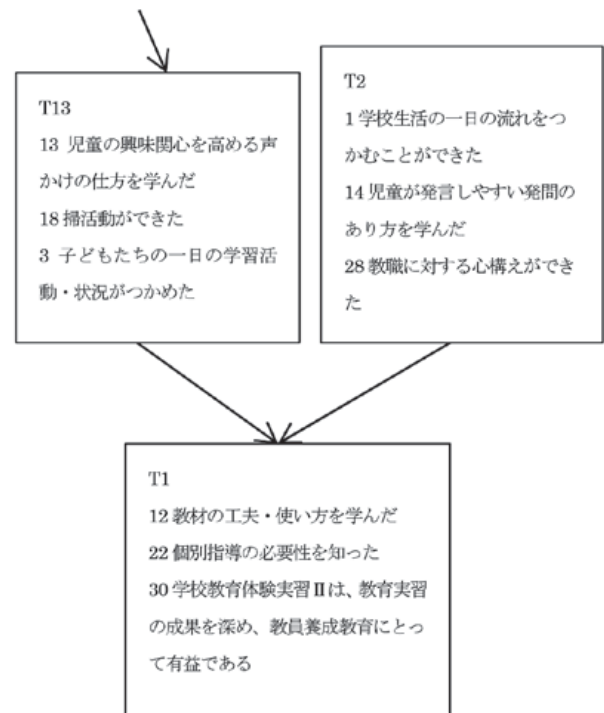 T13
13 児童の興味関心を高める声
かけの仕方を学んだ
18 掃活動ができた
3 子どもたちの一日の学習活
動・状況がつかめた
T2
1 学校生活の一日の流れをつ
かむことができた
14 児童が発言しやすい発問の
あり方を学んだ
28 教職に対する心構えができ
た
T1
12 教材の工夫・使い方を学んだ
22 個別指導の必要性を知った
30 学校教育体験実習Ⅱは、教育実習
の成果を深め、教員養成教育にとっ
て有益である